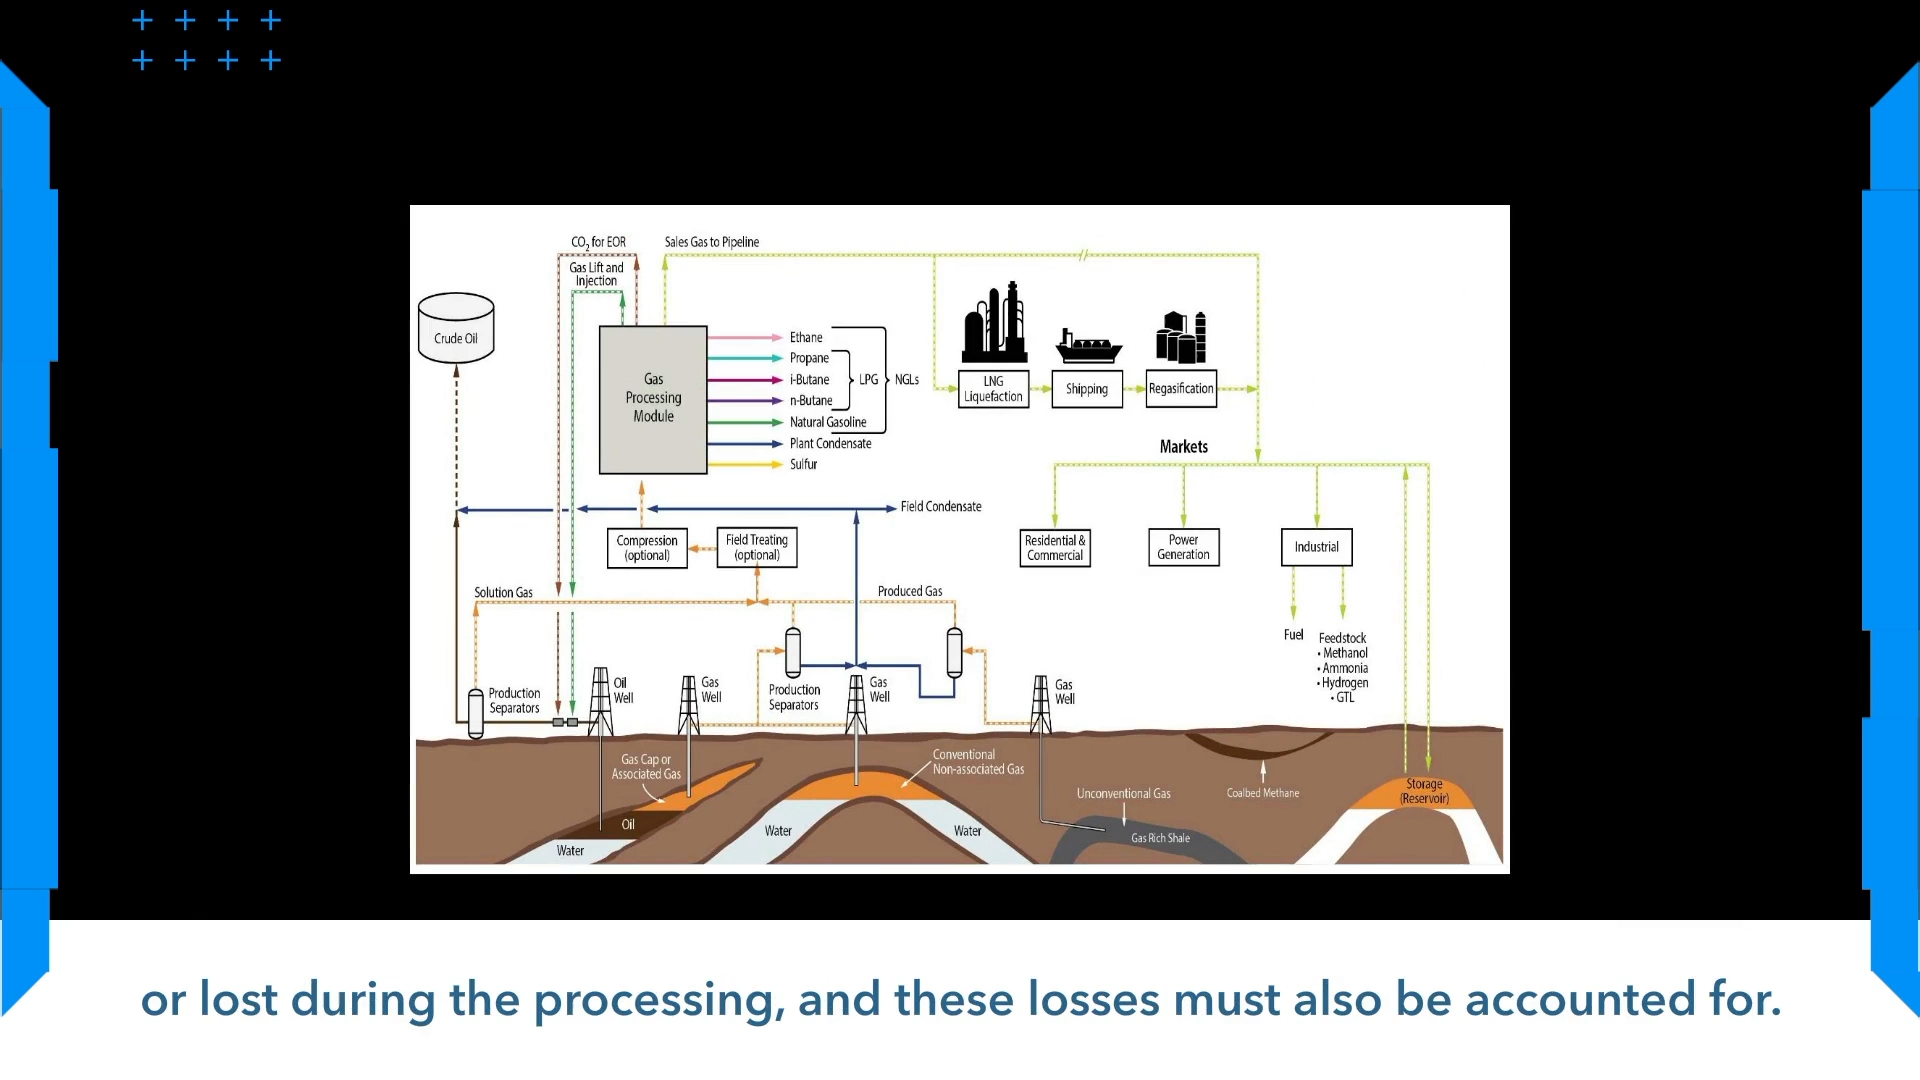 CO2 for EOR
Sales Gas to Pipeline
Gas Lift and
Injection
Crude Oil
Gas
Processing
Module
Ethane
Propane
i-Butane
n-Butane
Natural Gasoline
Plant Condensate
Sulfur
LPG
NGLs
LNG
Liquefaction
Shipping
Regasification
Markets
Field Condensate
Compression
(optional)
Field Treating
(optional)
Residential &
Commercial
Power
Generation
Industrial
Solution Gas
Produced Gas
Fuel
Feedstock
• Methanol
• Ammonia
• Hydrogen
• GTL
Production
Separators
Oil
Well
Gas
Well
Production
Separators
Gas
Well
Gas
Well
Gas Cap or
Associated Gas
Conventional
Non-associated Gas
Unconventional Gas
Coalbed Methane
Storage
(Reservoir)
Oil
Water
Water
Water
Gas Rich Shale
or lost during the processing, and these losses must also be accounted for.